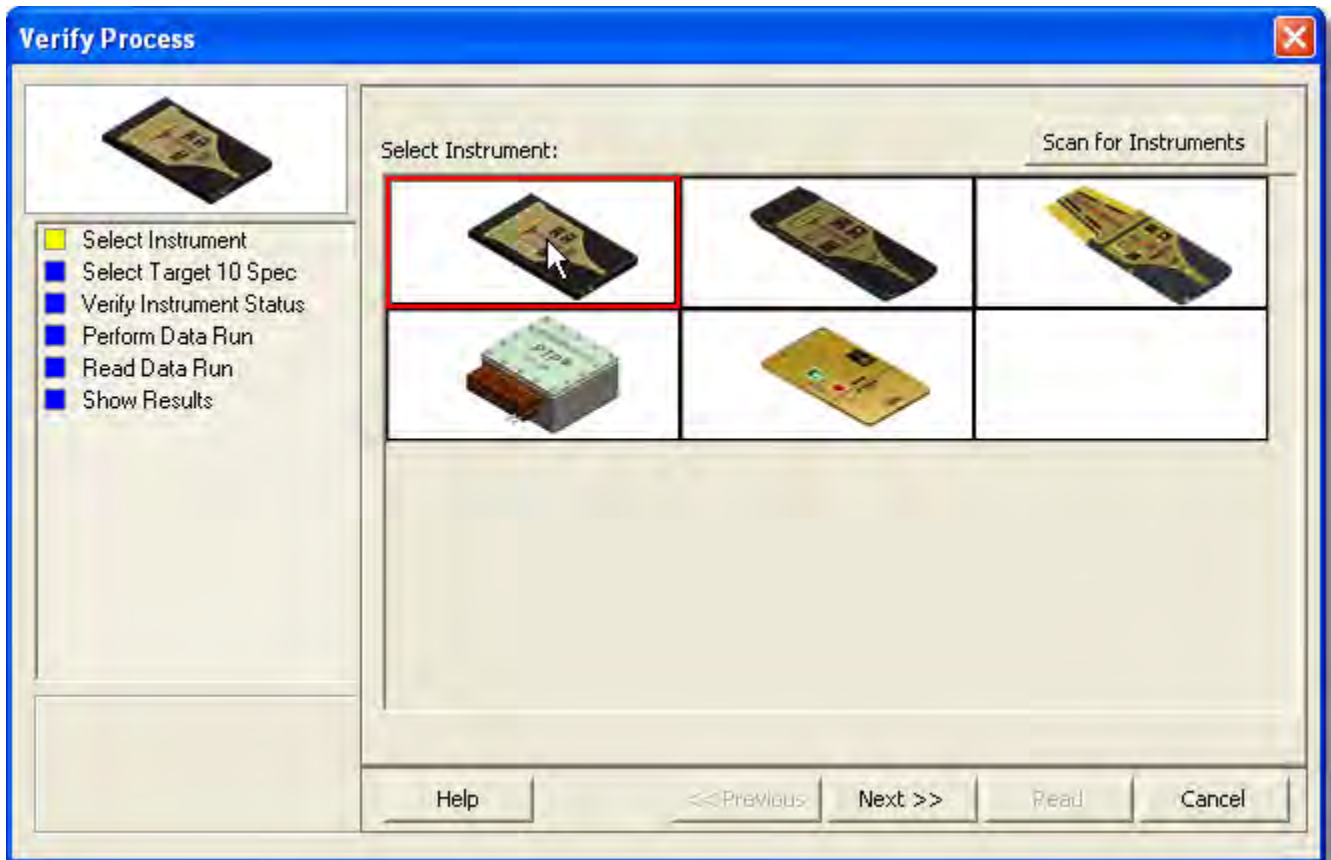 Verify Process
Select Instrument:
Scan for Instruments
Select Instrument
Select Target 10 Spec
Verify Instrument Status
Perform Data Run
Read Data Run
Show Results
PTP®
Help
<<Previous
Next >>
Read
Cancel